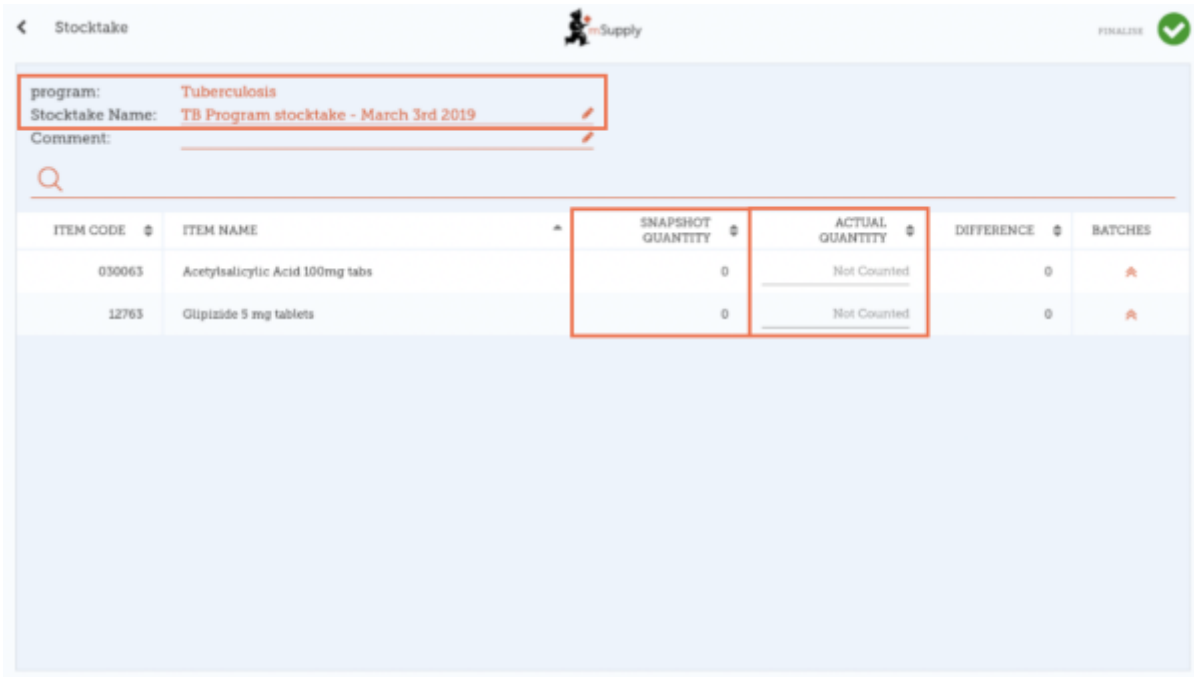 Stocktake
mSupply
FINALISE
program: Tuberculosis
Stocktake Name: TB Program stocktake - March 3rd 2019
Comment:
ITEM CODE ITEM NAME SNAPSHOT QUANTITY ACTUAL QUANTITY DIFFERENCE BATCHES
030063 Acetylsalicylic Acid 100mg tabs 0 Not Counted 0
12763 Glipizide 5 mg tablets 0 Not Counted 0